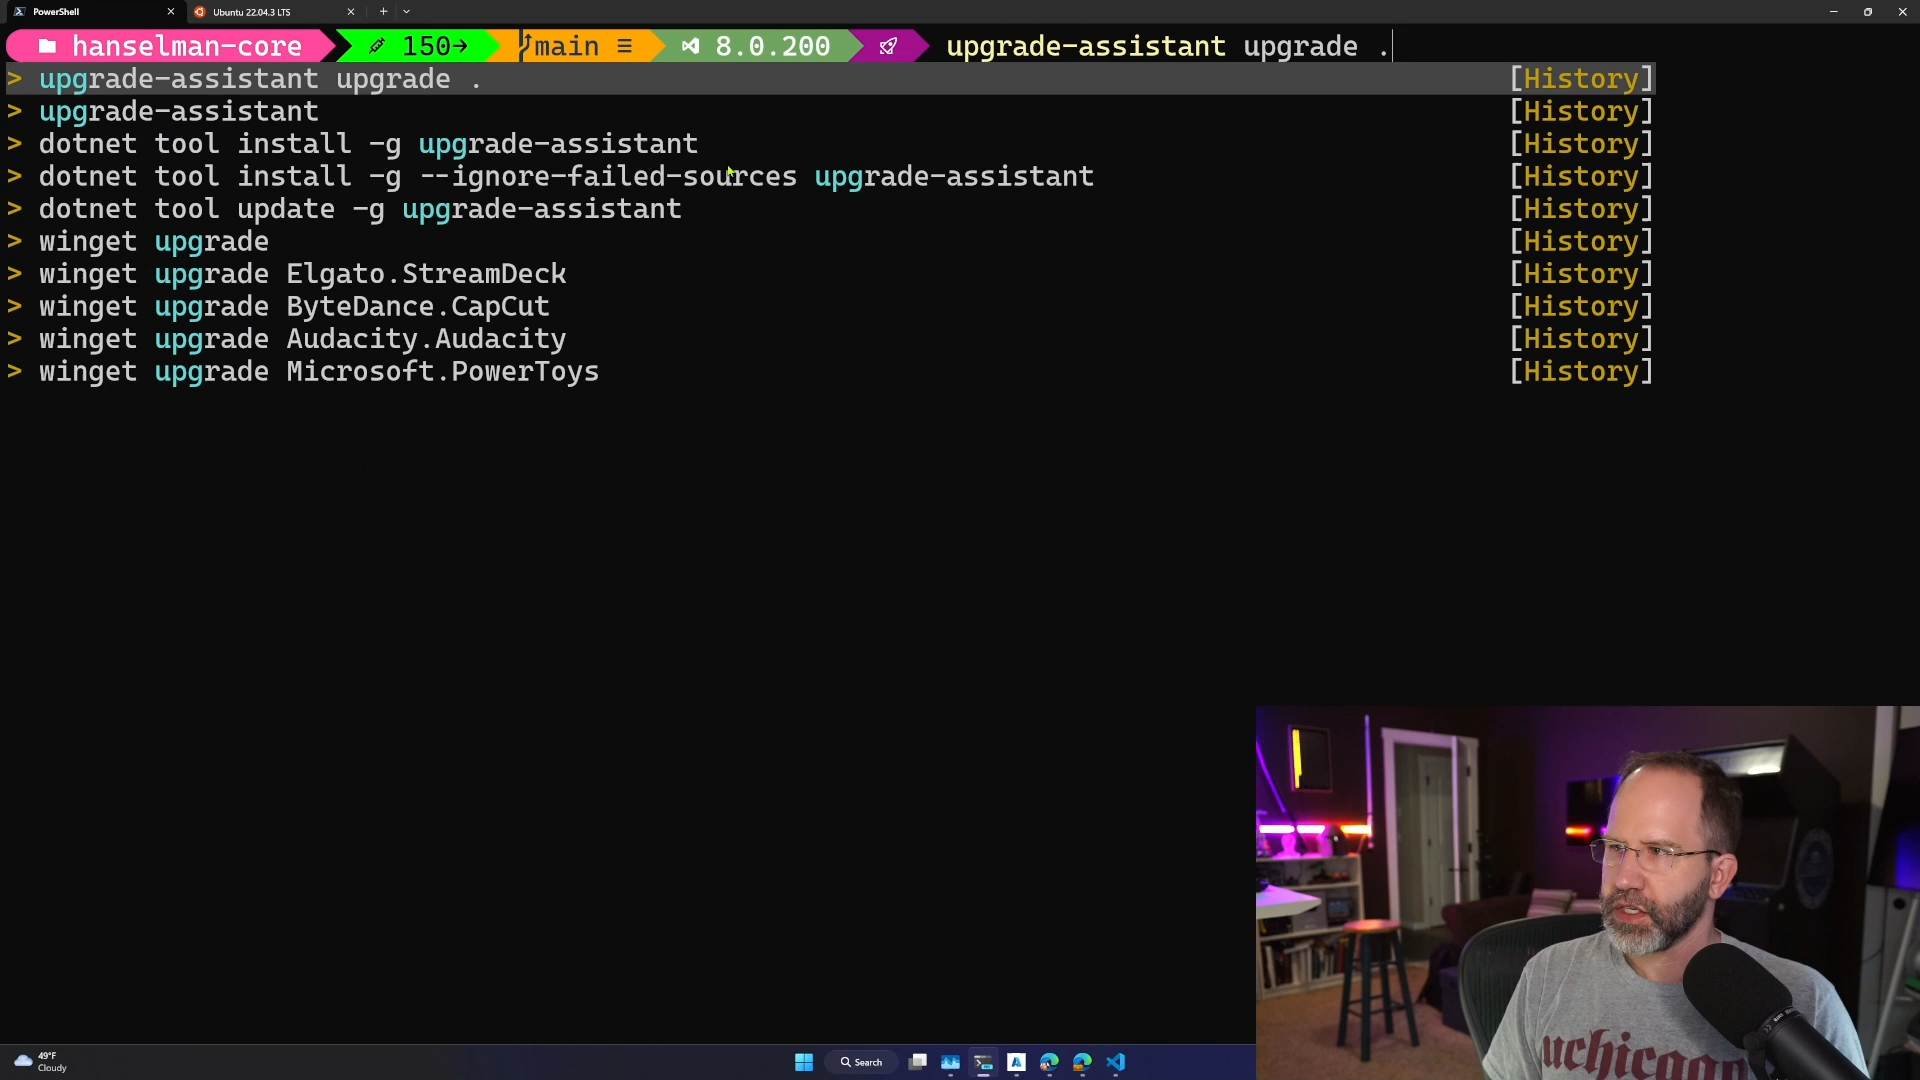 PowerShell
Ubuntu 22.04.3 LTS
hanselman-core 150→ main ≡ 8.0.200 upgrade-assistant upgrade .
> upgrade-assistant upgrade . [History]
> upgrade-assistant [History]
> dotnet tool install -g upgrade-assistant [History]
> dotnet tool install -g --ignore-failed-sources upgrade-assistant [History]
> dotnet tool update -g upgrade-assistant [History]
> winget upgrade [History]
> winget upgrade Elgato.StreamDeck [History]
> winget upgrade ByteDance.CapCut [History]
> winget upgrade Audacity.Audacity [History]
> winget upgrade Microsoft.PowerToys [History]
49°F
Cloudy
Search